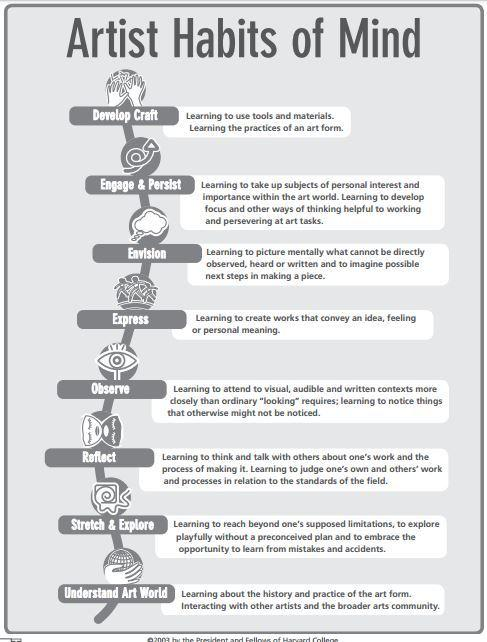 Artist Habits of Mind
Develop Craft
Learning to use tools and materials.
Learning the practices of an art form.
Engage & Persist
Learning to take up subjects of personal interest and
importance within the art world. Learning to develop
focus and other ways of thinking helpful to working
and persevering at art tasks.
Envision
Learning to picture mentally what cannot be directly
observed, heard or written and to imagine possible
next steps in making a piece.
Express
Learning to create works that convey an idea, feeling
or personal meaning.
Observe
Learning to attend to visual, audible and written contexts more
closely than ordinary “looking” requires; learning to notice things
that otherwise might not be noticed.
Reflect
Learning to think and talk with others about one’s work and the
process of making it. Learning to judge one’s own and others’ work
and processes in relation to the standards of the field.
Stretch & Explore
Learning to reach beyond one’s supposed limitations, to explore
playfully without a preconceived plan and to embrace the
opportunity to learn from mistakes and accidents.
Understand Art World
Learning about the history and practice of the art form.
Interacting with other artists and the broader arts community.
©2003 by the President and Fellows of Harvard College